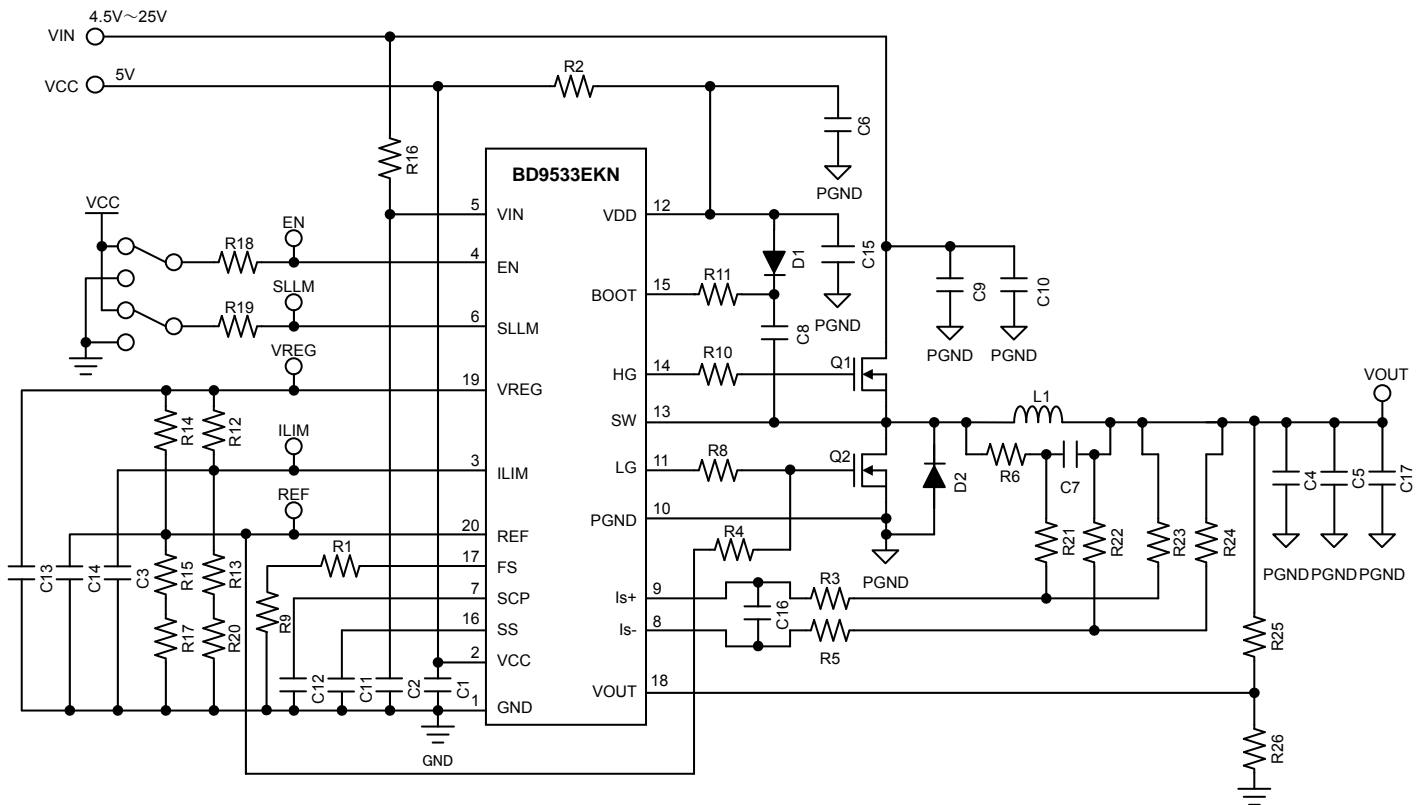 4.5V～25V
VIN
VCC
5V
R2
C6
PGND
R16
BD9533EKN
VCC
5
VIN
VDD
12
EN
R18
4
EN
D1
C15
PGND
C9
C10
PGND
PGND
SLLM
R19
6
SLLM
BOOT
15
R11
C8
VREG
19
VREG
HG
14
R10
Q1
SW
13
L1
VOUT
R14
R12
ILIM
3
ILIM
LG
11
R8
Q2
D2
R6
C7
C4
C5
C17
PGND
PGND
PGND
REF
20
REF
PGND
10
R4
PGND
R21
R22
R23
R24
C13
C14
C3
R15
R13
R1
17
FS
R9
7
SCP
Is+
9
C16
R3
R17
R20
16
SS
Is-
8
R5
R25
2
VCC
C12
C11
C2
C1
VOUT
18
1
GND
GND
R26